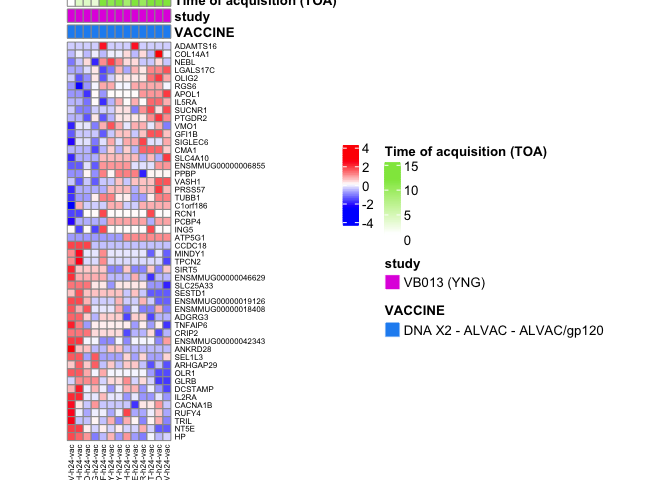 Time of acquisition (TOA)
study
VACCINE
ADAMTS16
COL14A1
NEBL
LGALS17C
OLIG2
RGS6
APOL1
IL5RA
SUCNR1
PTGDR2
VMO1
GFI1B
SIGLEC6
CMA1
SLC4A10
ENSMMUG00000006855
PPBP
VASH1
PRSS57
TUBB1
C1orf186
RCN1
PCBP4
ING5
ATP5G1
CCDC18
MINDY1
TPCN2
SIRT5
ENSMMUG00000046629
SLC25A33
SESTD1
ENSMMUG00000019126
ENSMMUG00000018408
ADGRG3
TNFAIP6
CRIP2
ENSMMUG00000042343
ANKRD28
SEL1L3
ARHGAP29
OLR1
GLRB
DCSTAMP
IL2RA
CACNA1B
RUFY4
TRIL
NT5E
HP
4
2
0
-2
-4
Time of acquisition (TOA)
15
10
5
0
study
VB013 (YNG)
VACCINE
DNA X2 - ALVAC - ALVAC/gp120